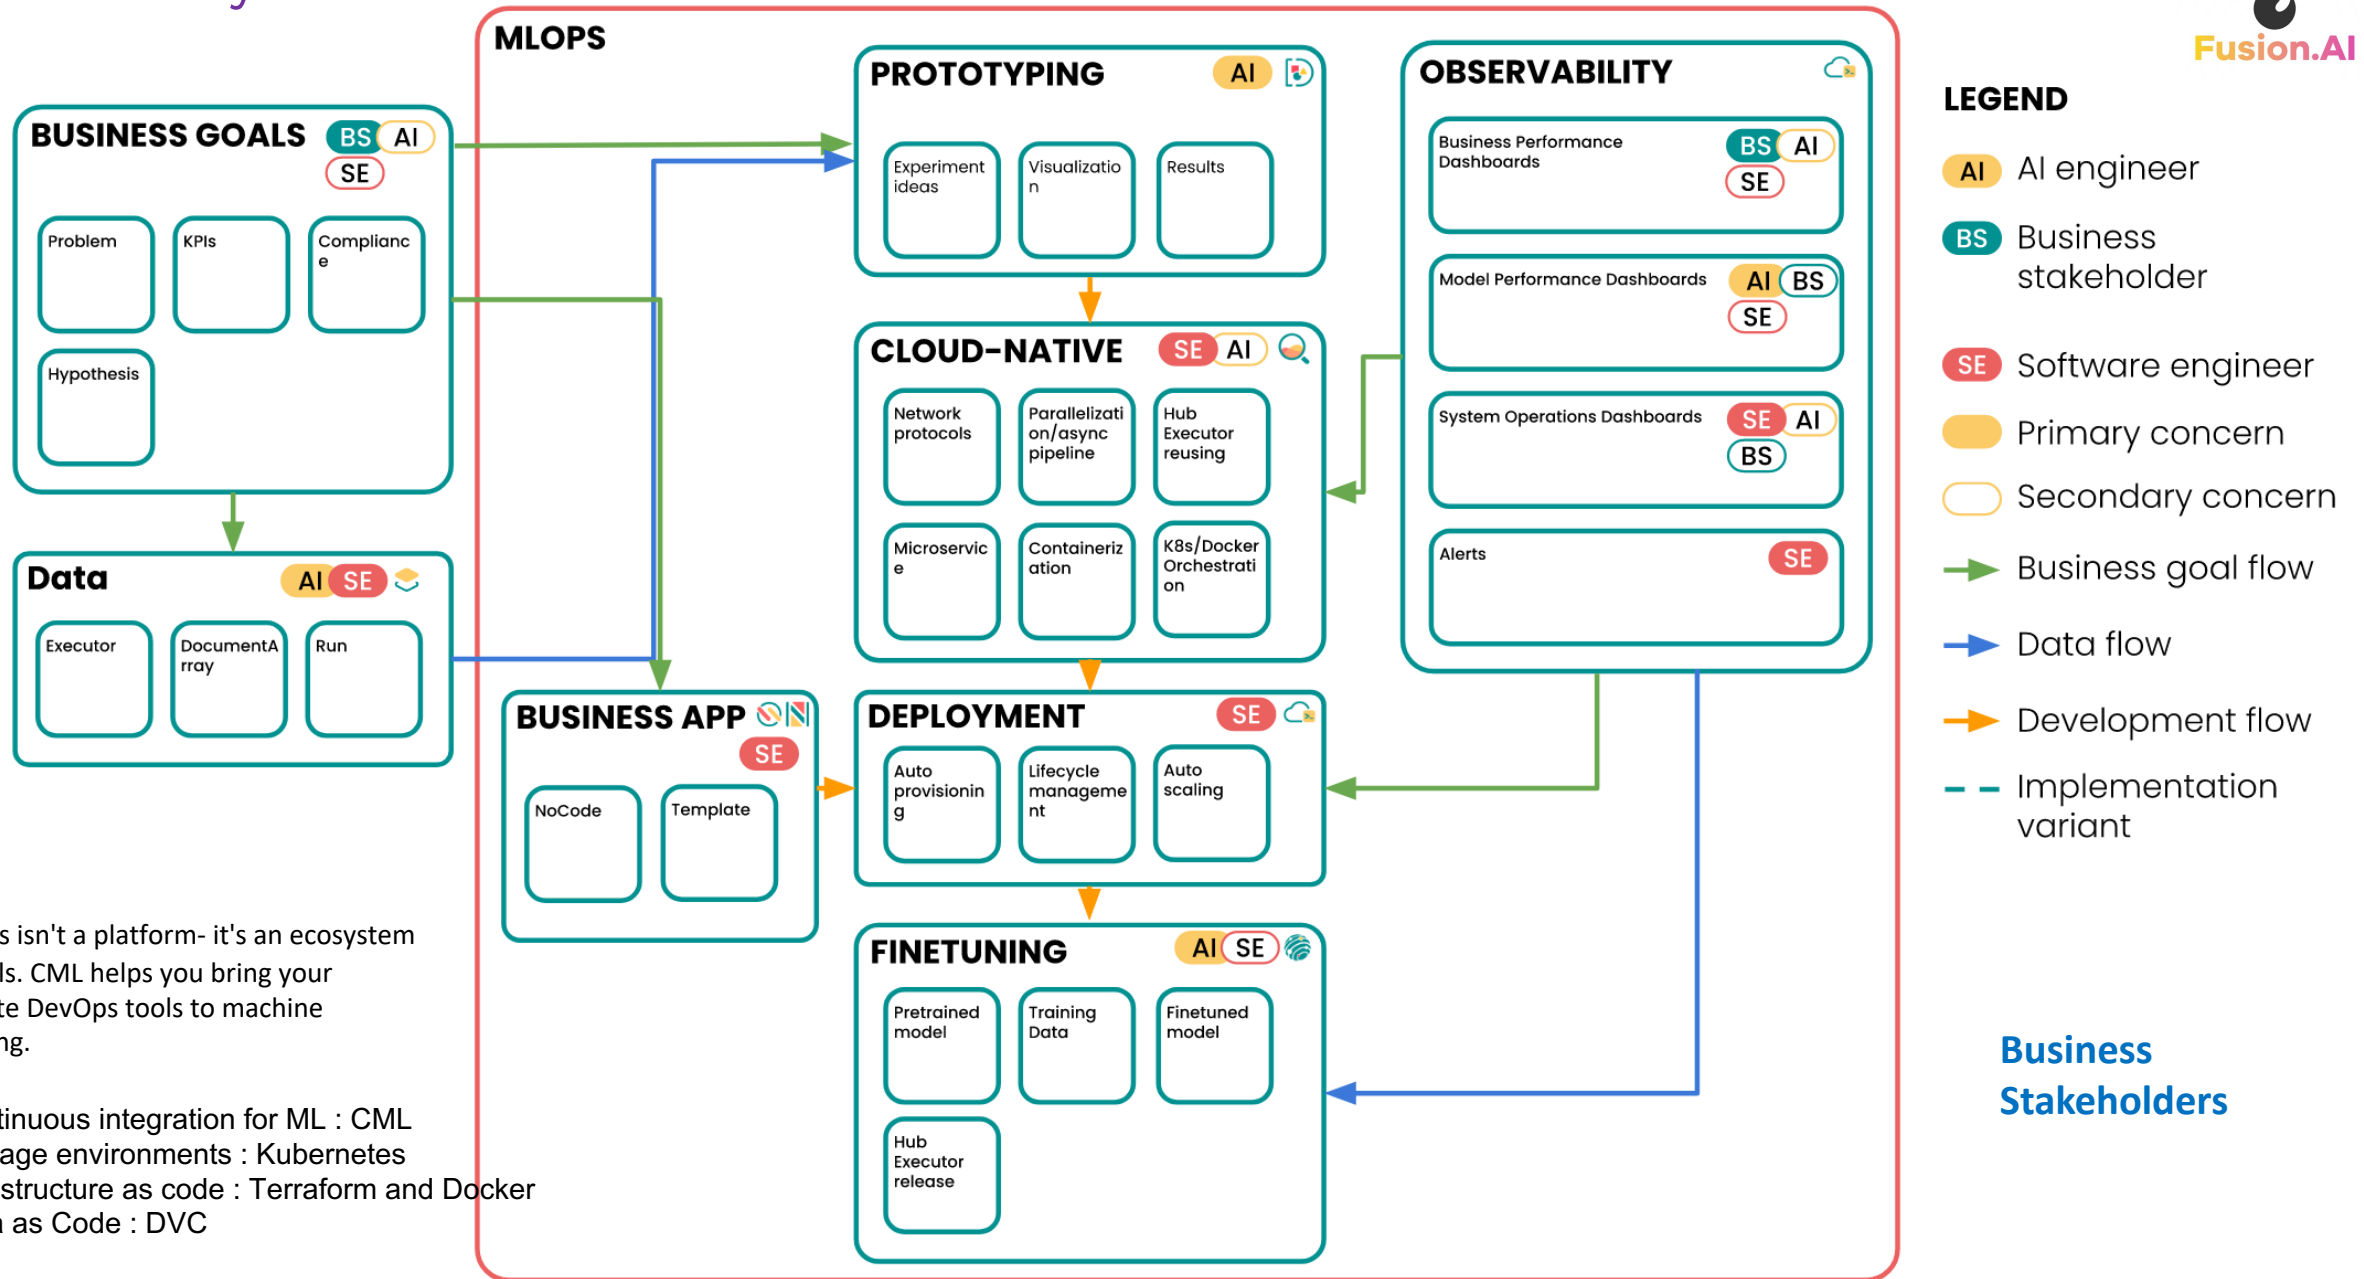 MLOPS
Fusion.AI
BUSINESS GOALS
BS
AI
SE
Problem
KPIs
Complianc
e
Hypothesis
Data
AI
SE
Executor
DocumentA
rray
Run
PROTOTYPING
AI
Experiment
ideas
Visualizatio
n
Results
CLOUD-NATIVE
SE
AI
Network
protocols
Parallelizati
on/async
pipeline
Hub
Executor
reusing
Microservic
e
Containeriz
ation
K8s/Docker
Orchestrati
on
BUSINESS APP
SE
NoCode
Template
DEPLOYMENT
SE
Auto
provisionin
g
Lifecycle
manageme
nt
Auto
scaling
FINETUNING
AI
SE
Pretrained
model
Training
Data
Finetuned
model
Hub
Executor
release
OBSERVABILITY
Business Performance
Dashboards
BS
AI
SE
Model Performance Dashboards
AI
BS
SE
System Operations Dashboards
SE
AI
BS
Alerts
SE
LEGEND
AI
AI engineer
BS
Business
stakeholder
SE
Software engineer
Primary concern
Secondary concern
Business goal flow
Data flow
Development flow
Implementation
variant
s isn't a platform- it's an ecosystem
ls. CML helps you bring your
te DevOps tools to machine
ng.
tinuous integration for ML : CML
age environments : Kubernetes
structure as code : Terraform and Docker
as Code : DVC
Business
Stakeholders